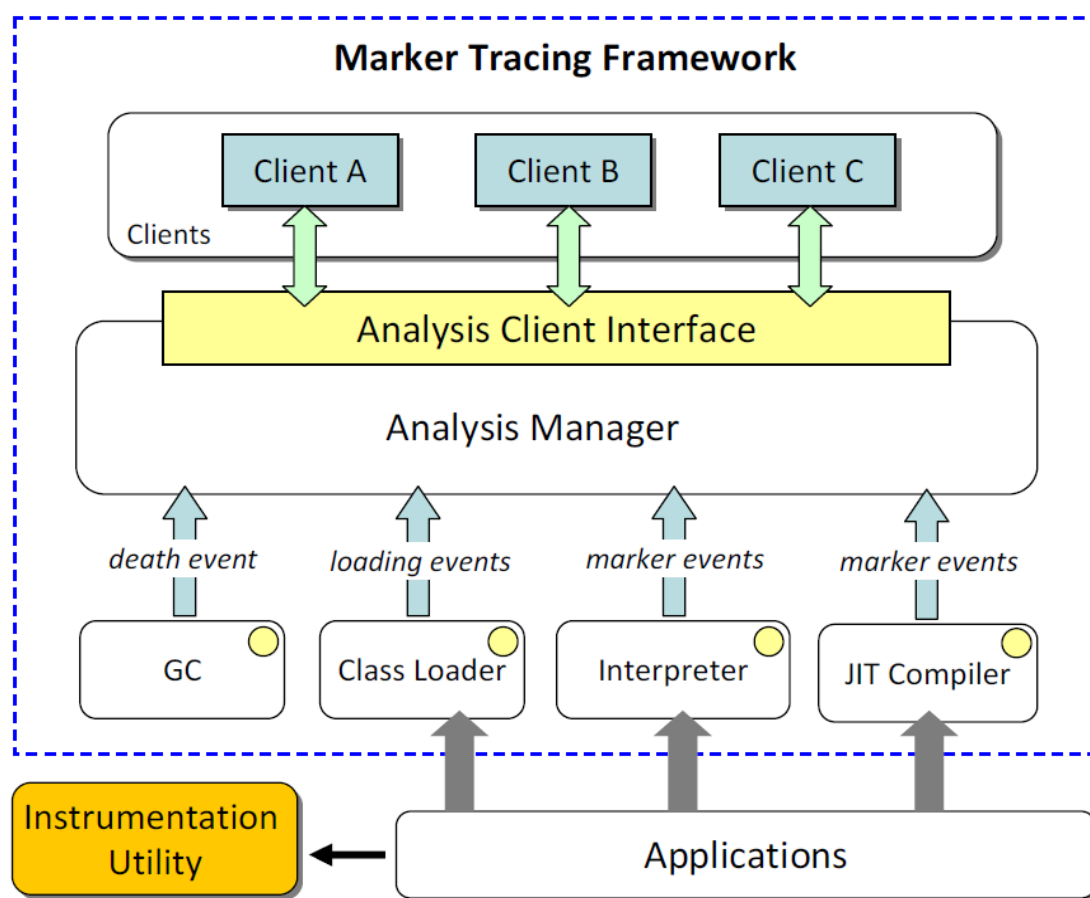 Marker Tracing Framework
Client A
Client B
Client C
Clients
Analysis Client Interface
Analysis Manager
death event
loading events
marker events
marker events
GC
Class Loader
Interpreter
JIT Compiler
Instrumentation
Utility
Applications